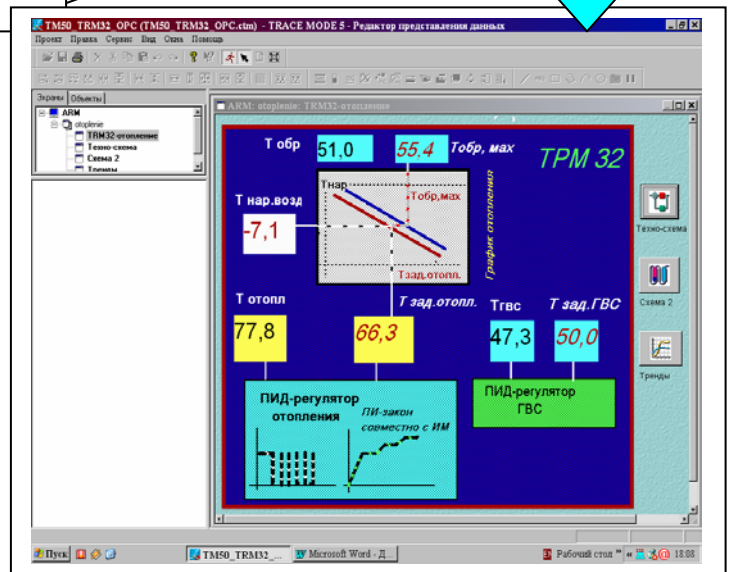 TM50_TRM32_OPC (TM50_TRM32_OPC.ctm) - TRACE MODE 5 - Редактор представления данных
Проект Правка Сервис Вид Окна Помощь
Экраны Объекты
ARM
otoplenie
TRM32-отопление
Техно-схема
Схема 2
Тренды
ARM: otoplenie: TRM32-отопление
Т обр 51,0 55,4 Тобр, мах ТРМ 32
Тнар
Тобр,мах
Т нар.возд
-7,1
График отопления
Тзад.отопл.
Техно-схема
Т отопл Т зад.отопл. Тгвс Т зад.ГВС
Схема 2
77,8 66,3 47,3 50,0
Тренды
ПИД-регулятор
отопления
ПИ-закон
совместно с ИМ
ПИД-регулятор
ГВС
Пуск TM50_TRM32_... Microsoft Word - Д... Рабочий стол » « 18:08